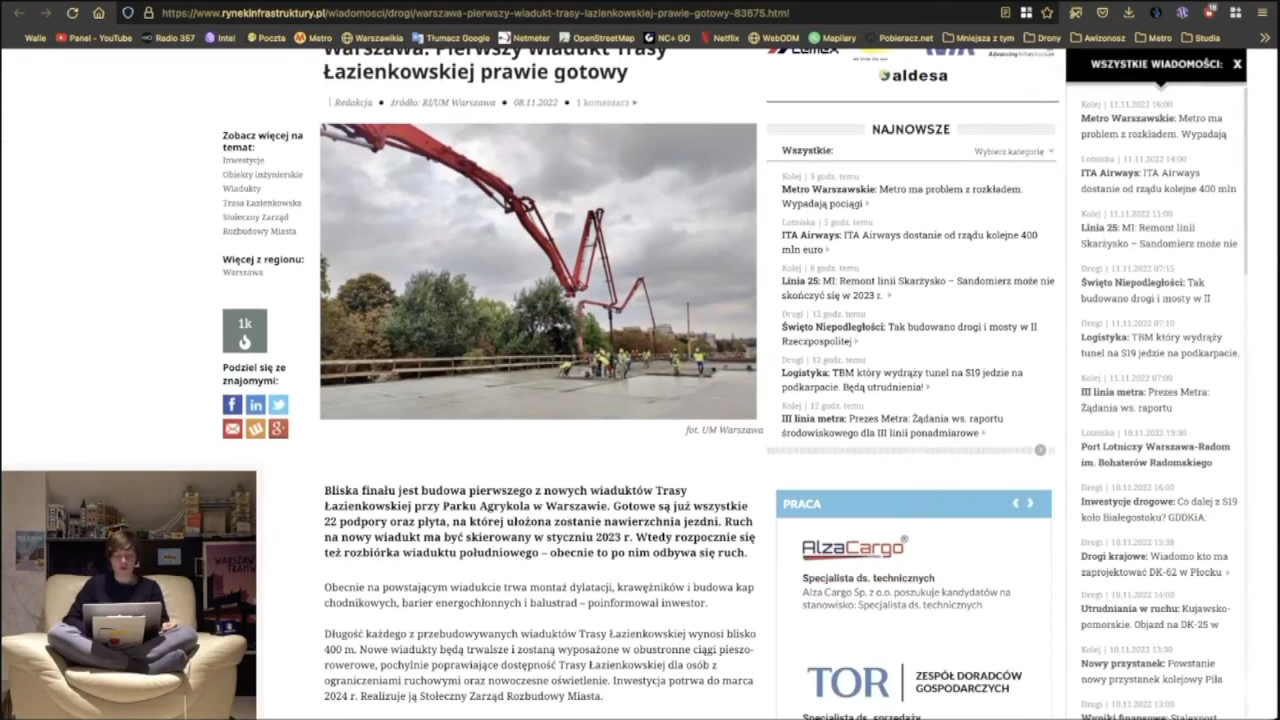 https://www.rynekinfrastruktury.pl/wiadomosci/drogi/warszawa-pierwszy-wiadukt-trasy-lazienkowskiej-prawie-gotowy-83675.html
18
Walle
Panel - YouTube
Radio 357
Intel
Poczta
Metro
Warszawikia
Tłumacz Google
Netmeter
OpenStreetMap
NC+ GO
Netflix
WebODM
Mapilary
Pobieracz.net
Mniejsza z tym
Drony
Awizonosz
Metro
Studia
Warszawa: Pierwszy wiadukt Trasy
Łazienkowskiej prawie gotowy
| Redakcja • źródło: RI/UM Warszawa • 08.11.2022 • 1 komentarz
Zobacz więcej na
temat:
Inwestycje
Obiekty inżynierskie
Wiadukty
Trasa Łazienkowska
Stołeczny Zarząd
Rozbudowy Miasta
Więcej z regionu:
Warszawa
1k
Podziel się ze
znajomymi:
fot. UM Warszawa
Bliska finału jest budowa pierwszego z nowych wiaduktów Trasy
Łazienkowskiej przy Parku Agrykola w Warszawie. Gotowe są już wszystkie
22 podpory oraz płyta, na której ułożona zostanie nawierzchnia jezdni. Ruch
na nowy wiadukt ma być skierowany w styczniu 2023 r. Wtedy rozpocznie się
też rozbiórka wiaduktu południowego – obecnie to po nim odbywa się ruch.
Obecnie na powstającym wiadukcie trwa montaż dylatacji, krawężników i budowa kap
chodnikowych, barier energochłonnych i balustrad – poinformował inwestor.
Długość każdego z przebudowywanych wiaduktów Trasy Łazienkowskiej wynosi blisko
400 m. Nowe wiadukty będą trwalsze i zostaną wyposażone w obustronne ciągi pieszo-
rowerowe, pochylnie poprawiające dostępność Trasy Łazienkowskiej dla osób z
ograniczeniami ruchowymi oraz nowoczesne oświetlenie. Inwestycja potrwa do marca
2024 r. Realizuje ją Stołeczny Zarząd Rozbudowy Miasta.
CEMEX
Advancing Infrastructure
aldesa
NAJNOWSZE
Wszystkie:
Wybierz kategorię
Kolej | 3 godz. temu
Metro Warszawskie: Metro ma problem z rozkładem.
Wypadają pociągi
Lotniska | 5 godz. temu
ITA Airways: ITA Airways dostanie od rządu kolejne 400
mln euro
Kolej | 8 godz. temu
Linia 25: MI: Remont linii Skarżysko – Sandomierz może nie
skończyć się w 2023 r.
Drogi | 12 godz. temu
Święto Niepodległości: Tak budowano drogi i mosty w II
Rzeczpospolitej
Drogi | 12 godz. temu
Logistyka: TBM który wydrąży tunel na S19 jedzie na
podkarpacie. Będą utrudnienia!
Kolej | 12 godz. temu
III linia metra: Prezes Metra: Żądania ws. raportu
środowiskowego dla III linii ponadmiarowe
PRACA
AlzaCargo®
Specjalista ds. technicznych
Alza Cargo Sp. z o.o. poszukuje kandydatów na
stanowisko: Specjalista ds. technicznych
TOR
ZESPÓŁ DORADCÓW
GOSPODARCZYCH
Specjalista ds. sprzedaży
WSZYSTKIE WIADOMOŚCI: X
Kolej | 11.11.2022 16:00
Metro Warszawskie: Metro ma
problem z rozkładem. Wypadają
Lotniska | 11.11.2022 14:00
ITA Airways: ITA Airways
dostanie od rządu kolejne 400 mln
Kolej | 11.11.2022 11:00
Linia 25: MI: Remont linii
Skarżysko – Sandomierz może nie
Drogi | 11.11.2022 07:15
Święto Niepodległości: Tak
budowano drogi i mosty w II
Drogi | 11.11.2022 07:10
Logistyka: TBM który wydrąży
tunel na S19 jedzie na podkarpacie.
Kolej | 11.11.2022 07:00
III linia metra: Prezes Metra:
Żądania ws. raportu
Lotniska | 10.11.2022 19:30
Port Lotniczy Warszawa-Radom
im. Bohaterów Radomskiego
Drogi | 10.11.2022 16:00
Inwestycje drogowe: Co dalej z S19
koło Białegostoku? GDDKiA:
Drogi | 10.11.2022 15:38
Drogi krajowe: Wiadomo kto ma
zaprojektować DK-62 w Płocku
Drogi | 10.11.2022 14:00
Utrudniania w ruchu: Kujawsko-
pomorskie. Objazd na DK-25 w
Kolej | 10.11.2022 13:30
Nowy przystanek: Powstanie
nowy przystanek kolejowy Piła
Drogi | 10.11.2022 13:00
Wyniki finansowe: Stalexport